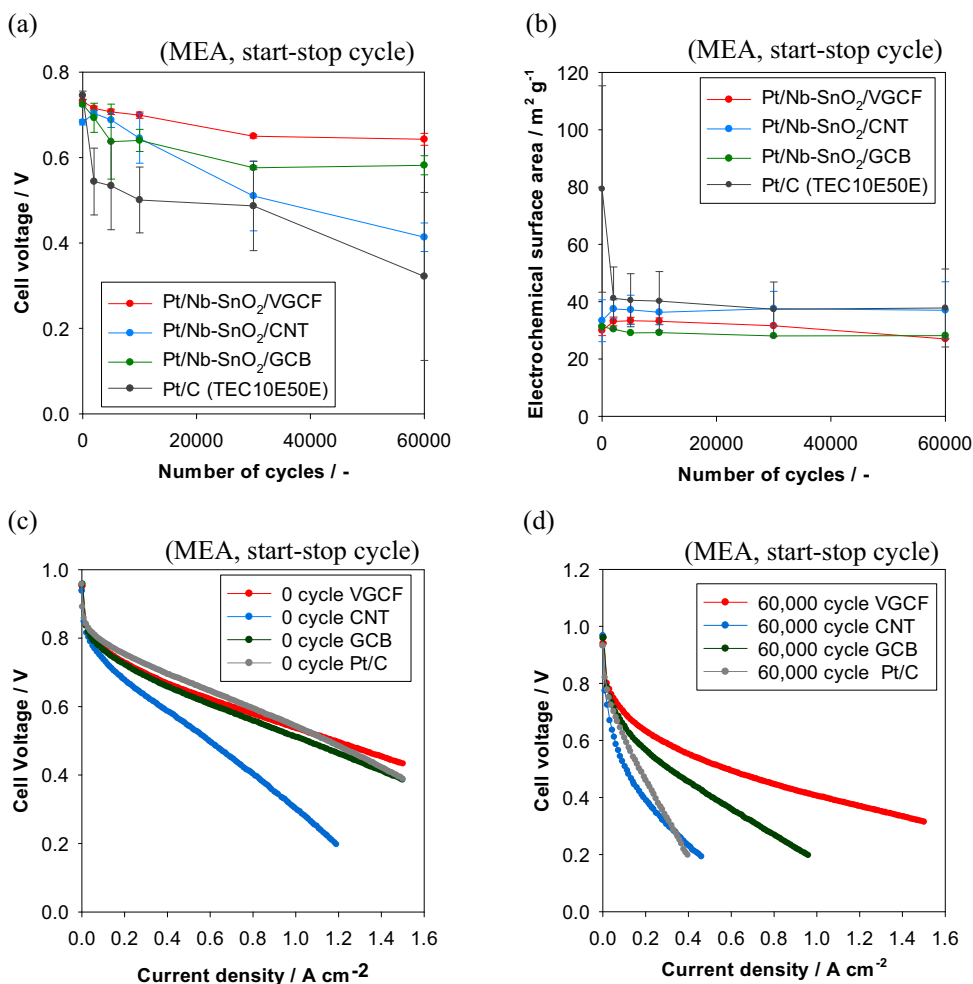 (a)
(MEA, start-stop cycle)
0.8
0.6
0.4
0.2
0.0
Cell voltage / V
Pt/Nb-SnO₂/VGCF
Pt/Nb-SnO₂/CNT
Pt/Nb-SnO₂/GCB
Pt/C (TEC10E50E)
0 20000 40000 60000
Number of cycles / -
(b)
(MEA, start-stop cycle)
120
100
80
60
40
20
0
Electrochemical surface area / m² g⁻¹
Pt/Nb-SnO₂/VGCF
Pt/Nb-SnO₂/CNT
Pt/Nb-SnO₂/GCB
Pt/C (TEC10E50E)
0 20000 40000 60000
Number of cycles / -
(c)
(MEA, start-stop cycle)
1.0
0.8
0.6
0.4
0.2
0.0
Cell Voltage / V
0 cycle VGCF
0 cycle CNT
0 cycle GCB
0 cycle Pt/C
0.0 0.2 0.4 0.6 0.8 1.0 1.2 1.4 1.6
Current density / A cm⁻²
(d)
(MEA, start-stop cycle)
1.2
1.0
0.8
0.6
0.4
0.2
0.0
Cell voltage / V
60,000 cycle VGCF
60,000 cycle CNT
60,000 cycle GCB
60,000 cycle Pt/C
0.0 0.2 0.4 0.6 0.8 1.0 1.2 1.4 1.6
Current density / A cm⁻²